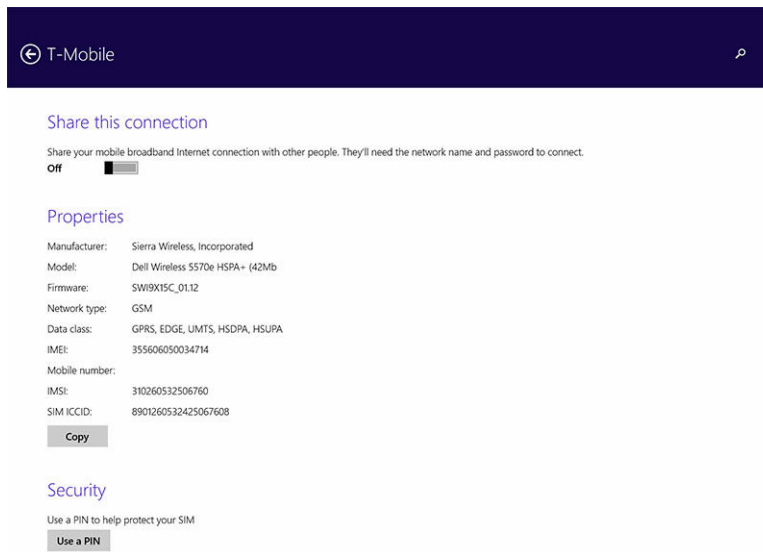 T-Mobile
Share this connection
Share your mobile broadband Internet connection with other people. They'll need the network name and password to connect.
Off
Properties
Manufacturer: Sierra Wireless, Incorporated
Model: Dell Wireless 5570e HSPA+ (42Mb
Firmware: SWI9X15C_01.12
Network type: GSM
Data class: GPRS, EDGE, UMTS, HSDPA, HSUPA
IMEI: 355606050034714
Mobile number:
IMSI: 310260532506760
SIM ICCID: 8901260532425067608
Copy
Security
Use a PIN to help protect your SIM
Use a PIN